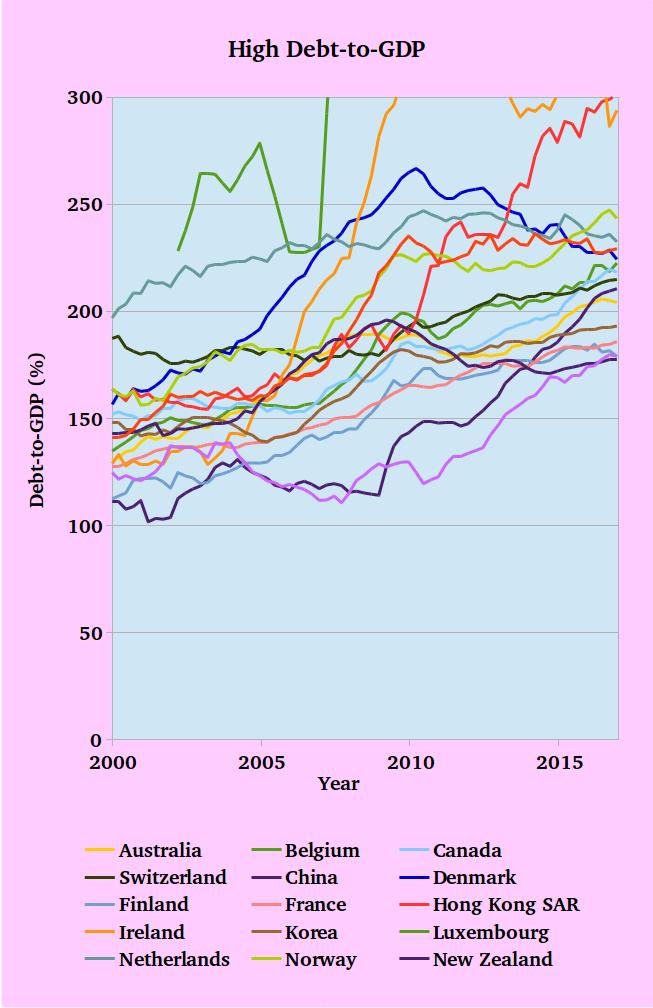 High Debt-to-GDP
300
250
200
150
100
50
0
Debt-to-GDP (%)
2000 2005 2010 2015
Year
Australia Belgium Canada
Switzerland China Denmark
Finland France Hong Kong SAR
Ireland Korea Luxembourg
Netherlands Norway New Zealand